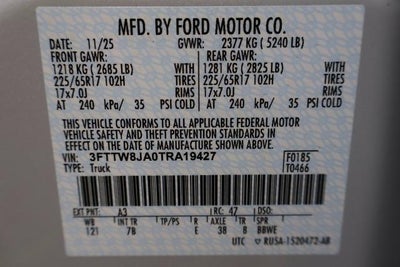 MFD. BY FORD MOTOR CO.
DATE: 11/25 GVWR: 2377 KG ( 5240 LB)
FRONT GAWR: REAR GAWR:
1218 KG ( 2685 LB) 1281 KG ( 2825 LB)
225/65R17 102H TIRES 225/65R17 102H TIRES
17x7.0J RIMS 17x7.0J RIMS
AT 240 kPa/ 35 PSI COLD AT 240 kPa/ 35 PSI COLD
THIS VEHICLE CONFORMS TO ALL APPLICABLE FEDERAL MOTOR
VEHICLE SAFETY AND THEFT PREVENTION STANDARDS IN
EFFECT ON THE DATE OF MANUFACTURE SHOWN ABOVE.
VIN: 3FTTW8JA0TRA19427 F0185
TYPE: Truck T0466
EXT PNT: A3 RC: 47 DSO:
WB INT TR TP/PS R AXLE TR SPR
121 7B E 38 B BBWE
UTC RUSA-1520472-AB